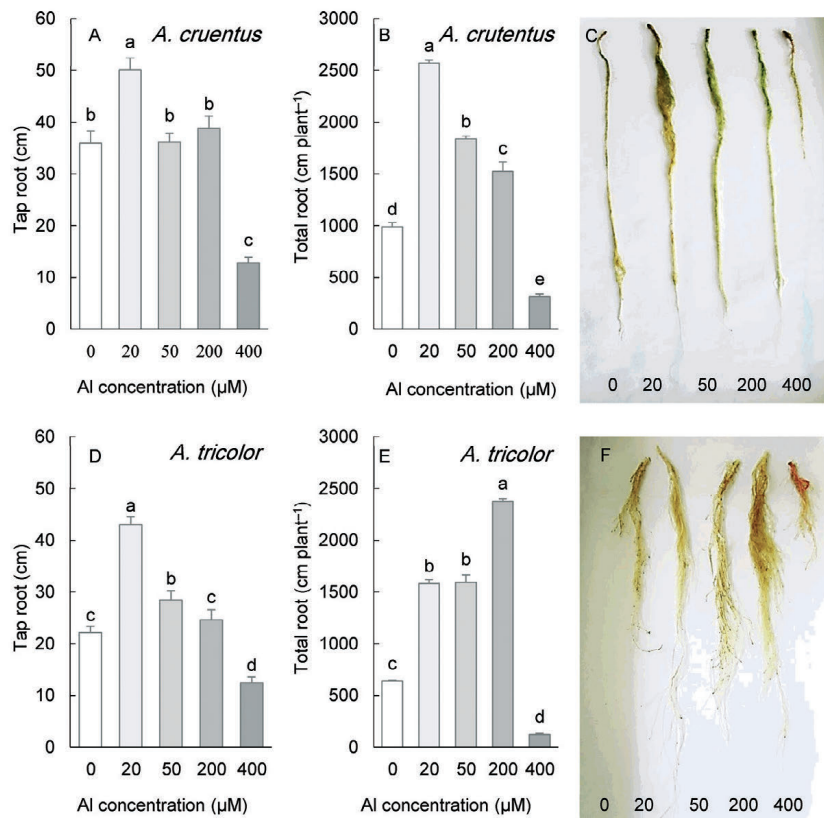 A
A. cruentus
60
50
40
30
20
10
0
Tap root (cm)
b
a
b
b
c
0 20 50 200 400
Al concentration (µM)
B
A. crutentus
3000
2500
2000
1500
1000
500
0
Total root (cm plant⁻¹)
d
a
b
c
e
0 20 50 200 400
Al concentration (µM)
C
0 20 50 200 400
D
A. tricolor
60
50
40
30
20
10
0
Tap root (cm)
c
a
b
c
d
0 20 50 200 400
Al concentration (µM)
E
A. tricolor
3000
2500
2000
1500
1000
500
0
Total root (cm plant⁻¹)
c
b
b
a
d
0 20 50 200 400
Al concentration (µM)
F
0 20 50 200 400